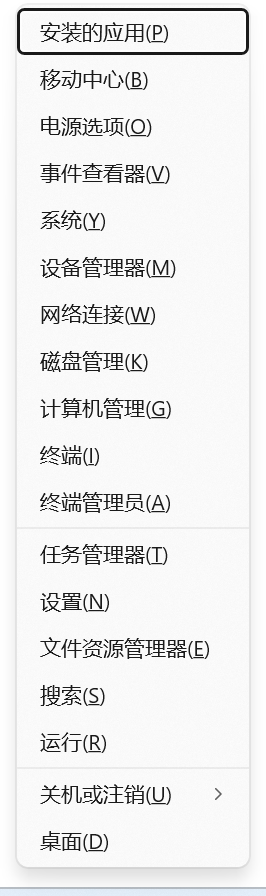 安装的应用(P)
移动中心(B)
电源选项(O)
事件查看器(V)
系统(Y)
设备管理器(M)
网络连接(W)
磁盘管理(K)
计算机管理(G)
终端(I)
终端管理员(A)
任务管理器(T)
设置(N)
文件资源管理器(E)
搜索(S)
运行(R)
关机或注销(U)
桌面(D)